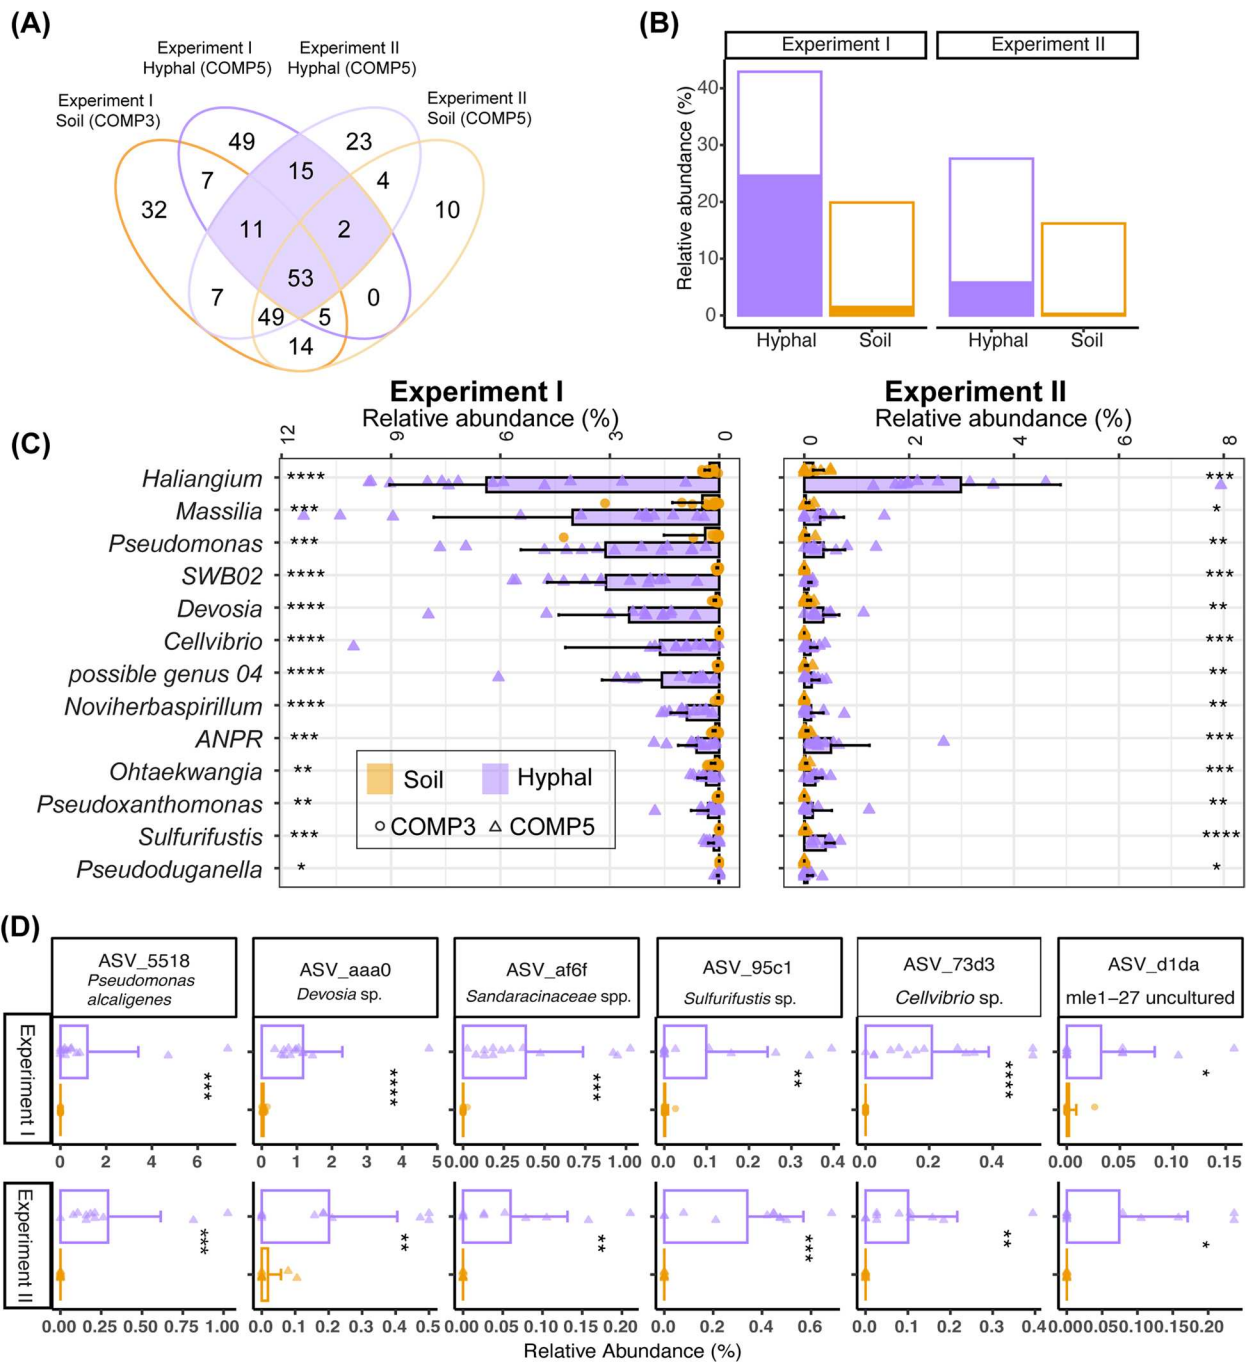 (A)
Experiment I
Hyphal (COMP5)
Experiment II
Hyphal (COMP5)
Experiment I
Soil (COMP3)
Experiment II
Soil (COMP5)
49
23
7
15
4
32
10
11
2
53
7
0
49
5
14
(B)
Experiment I
Experiment II
Relative abundance (%)
40
30
20
10
0
Hyphal
Soil
Hyphal
Soil
(C)
Experiment I
Relative abundance (%)
12
9
6
3
0
Experiment II
Relative abundance (%)
0
2
4
6
8
Haliangium
****
***
Massilia
***
*
Pseudomonas
***
**
SWB02
****
***
Devosia
****
**
Cellvibrio
****
***
possible genus 04
****
**
Noviherbaspirillum
****
**
ANPR
***
***
Ohtaekwangia
**
***
Pseudoxanthomonas
**
**
Sulfurifustis
***
****
Pseudoduganella
*
*
Soil
Hyphal
COMP3
COMP5
(D)
ASV_5518
Pseudomonas
alcaligenes
ASV_aaa0
Devosia sp.
ASV_af6f
Sandaracinaceae spp.
ASV_95c1
Sulfurifustis sp.
ASV_73d3
Cellvibrio sp.
ASV_d1da
mle1−27 uncultured
Experiment I
***
****
***
**
****
*
0 2 4 6
0 1 2 3 4 5
0.00 0.25 0.50 0.75 1.00
0.0 0.1 0.2 0.3 0.4
0.0 0.2 0.4
0.00 0.05 0.10 0.15
Experiment II
***
**
**
***
**
*
0.00 0.25 0.50 0.75 1.00
0.0 0.1 0.2 0.3 0.4 0.5
0.00 0.05 0.10 0.15 0.20
0.0 0.2 0.4 0.6
0.0 0.1 0.2 0.3 0.4
0.00 0.05 0.10 0.15 0.20
Relative Abundance (%)